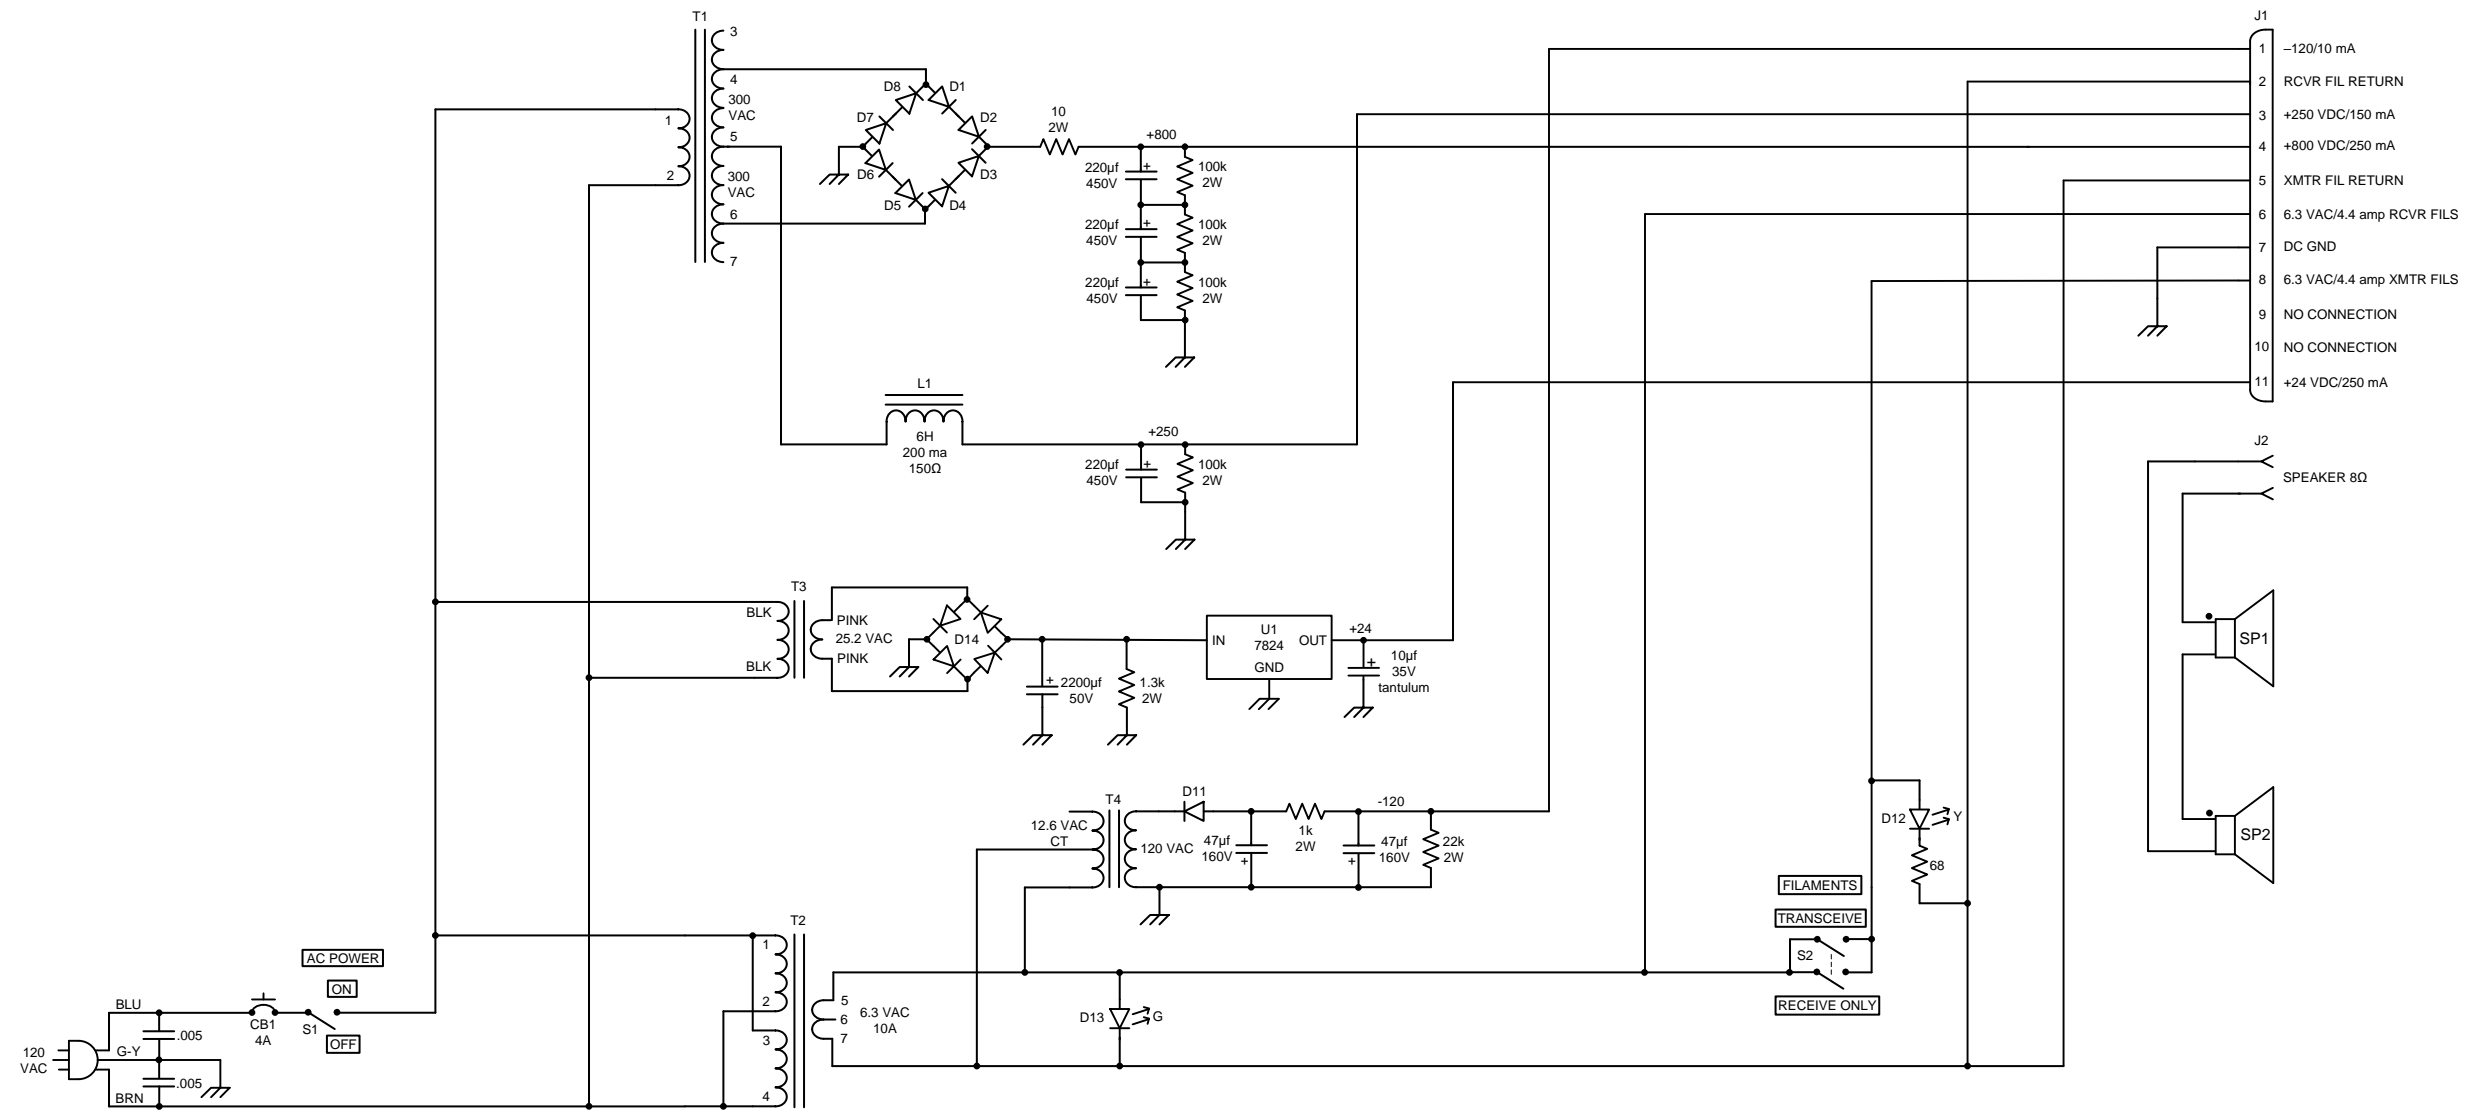 T1
3
4
300
VAC
5
300
VAC
6
7
1
2
D8
D1
D7
D2
D6
D3
D5
D4
10
2W
+800
220µf
450V
100k
2W
220µf
450V
100k
2W
220µf
450V
100k
2W
L1
6H
200 ma
150Ω
+250
220µf
450V
100k
2W
J1
1 –120/10 mA
2 RCVR FIL RETURN
3 +250 VDC/150 mA
4 +800 VDC/250 mA
5 XMTR FIL RETURN
6 6.3 VAC/4.4 amp RCVR FILS
7 DC GND
8 6.3 VAC/4.4 amp XMTR FILS
9 NO CONNECTION
10 NO CONNECTION
11 +24 VDC/250 mA
J2
SPEAKER 8Ω
SP1
SP2
T3
BLK
BLK
PINK
25.2 VAC
PINK
D14
2200µf
50V
1.3k
2W
IN
U1
7824
OUT
GND
+24
10µf
35V
tantulum
T4
12.6 VAC
CT
120 VAC
D11
47µf
160V
1k
2W
-120
47µf
160V
22k
2W
D12
Y
68
FILAMENTS
TRANSCEIVE
S2
RECEIVE ONLY
T2
1
2
3
4
5
6
7
6.3 VAC
10A
D13
G
AC POWER
ON
OFF
S1
CB1
4A
BLU
.005
G-Y
.005
BRN
120
VAC